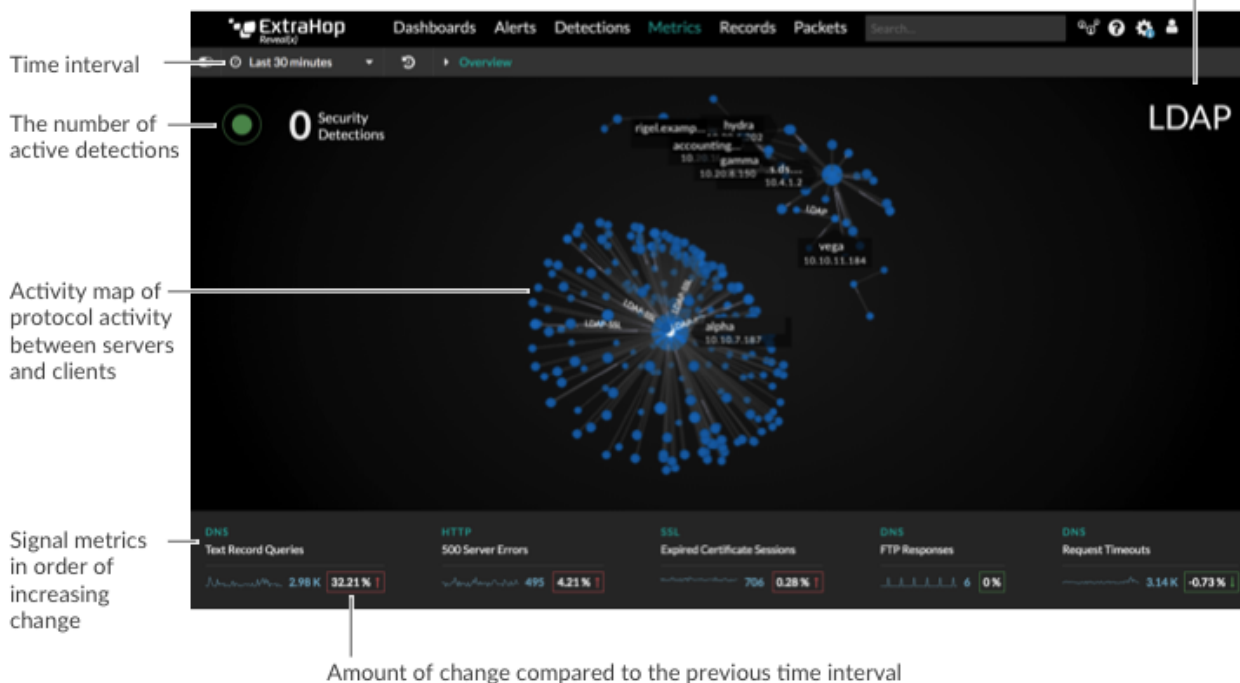 ExtraHop
Reveal(x)
Dashboards Alerts Detections Metrics Records Packets Search...
Time interval
Last 30 minutes Overview
The number of
active detections
0 Security
Detections
LDAP
rigel.examp... hydra
accounting...
gamma
10.20.8.150
10.4.1.2
LDAP
vega
10.10.11.184
Activity map of
protocol activity
between servers
and clients
LDAP-SSL
LDAP-SSL
LDAP-SSL
alpha
10.10.7.187
Signal metrics
in order of
increasing
change
DNS
Text Record Queries
2.98 K 32.21 % ↑
HTTP
500 Server Errors
495 4.21 % ↑
SSL
Expired Certificate Sessions
706 0.28 % ↑
DNS
FTP Responses
6 0 %
DNS
Request Timeouts
3.14 K -0.73 % ↓
Amount of change compared to the previous time interval